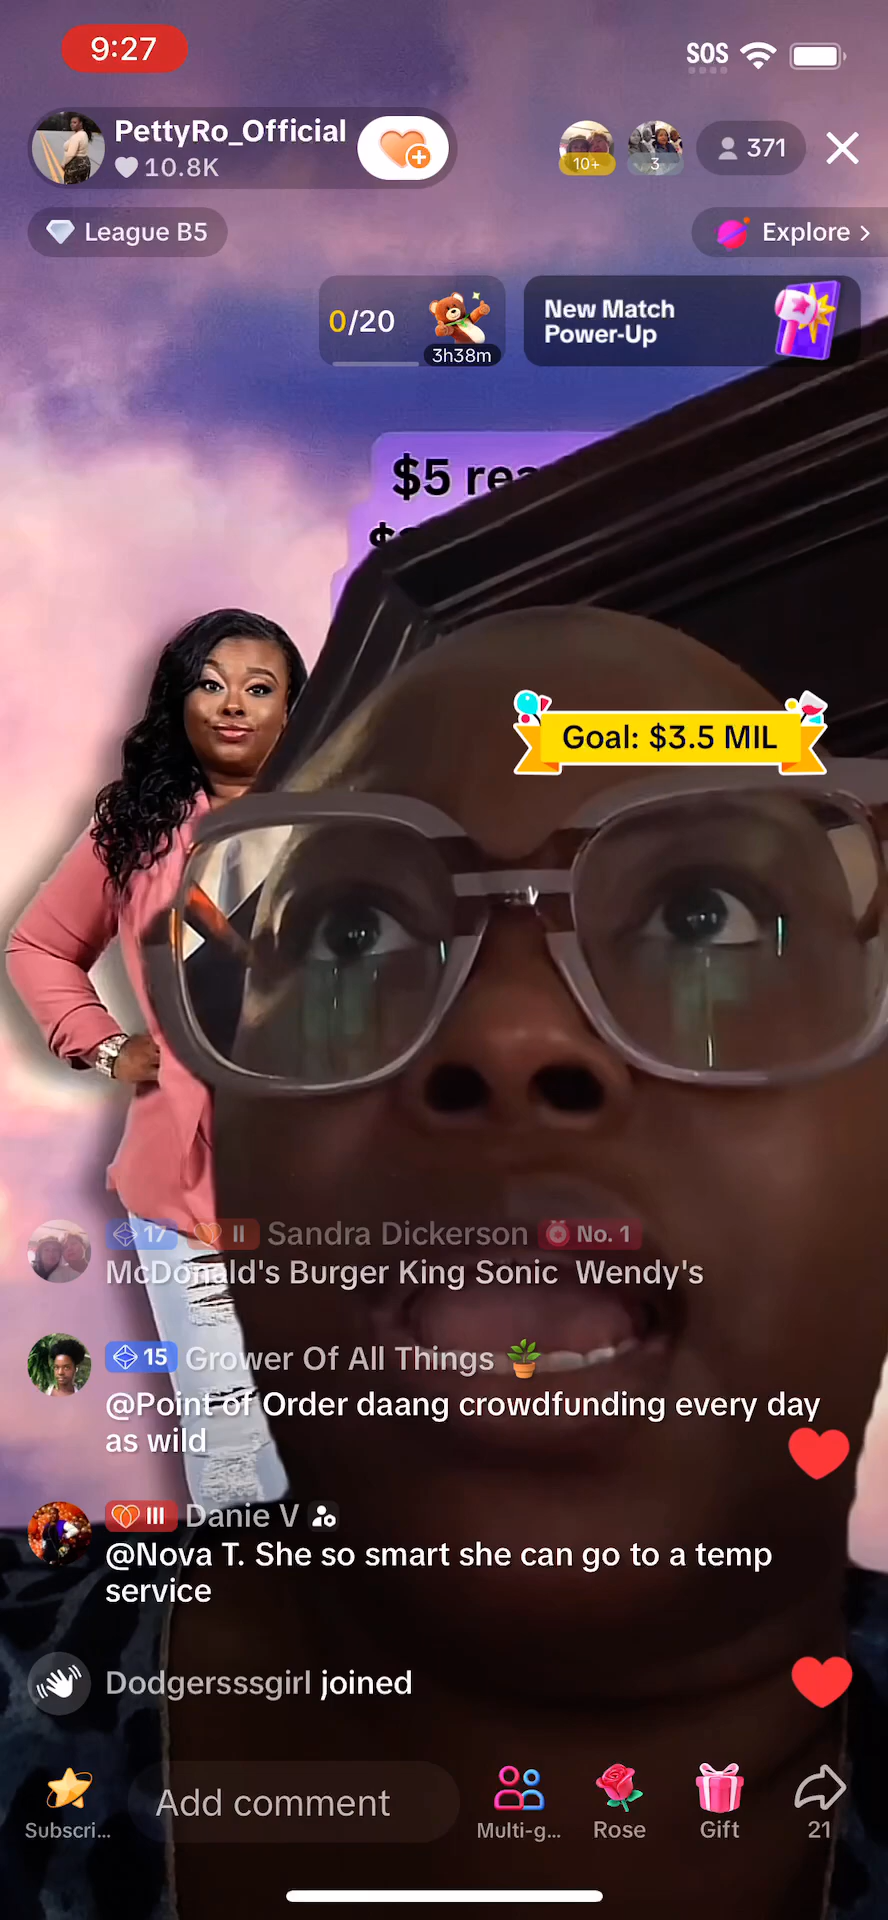 9:27
SOS
PettyRo_Official
10.8K
10+
3
371
League B5
Explore >
0/20
3h38m
New Match
Power-Up
$5
Goal: $3.5 MIL
17 II Sandra Dickerson No. 1
McDonald's Burger King Sonic Wendy's
15 Grower Of All Things
@Point of Order daang crowdfunding every day
as wild
III Danie V
@Nova T. She so smart she can go to a temp
service
Dodgersssgirl joined
Add comment
Subscri...
Multi-g...
Rose
Gift
21